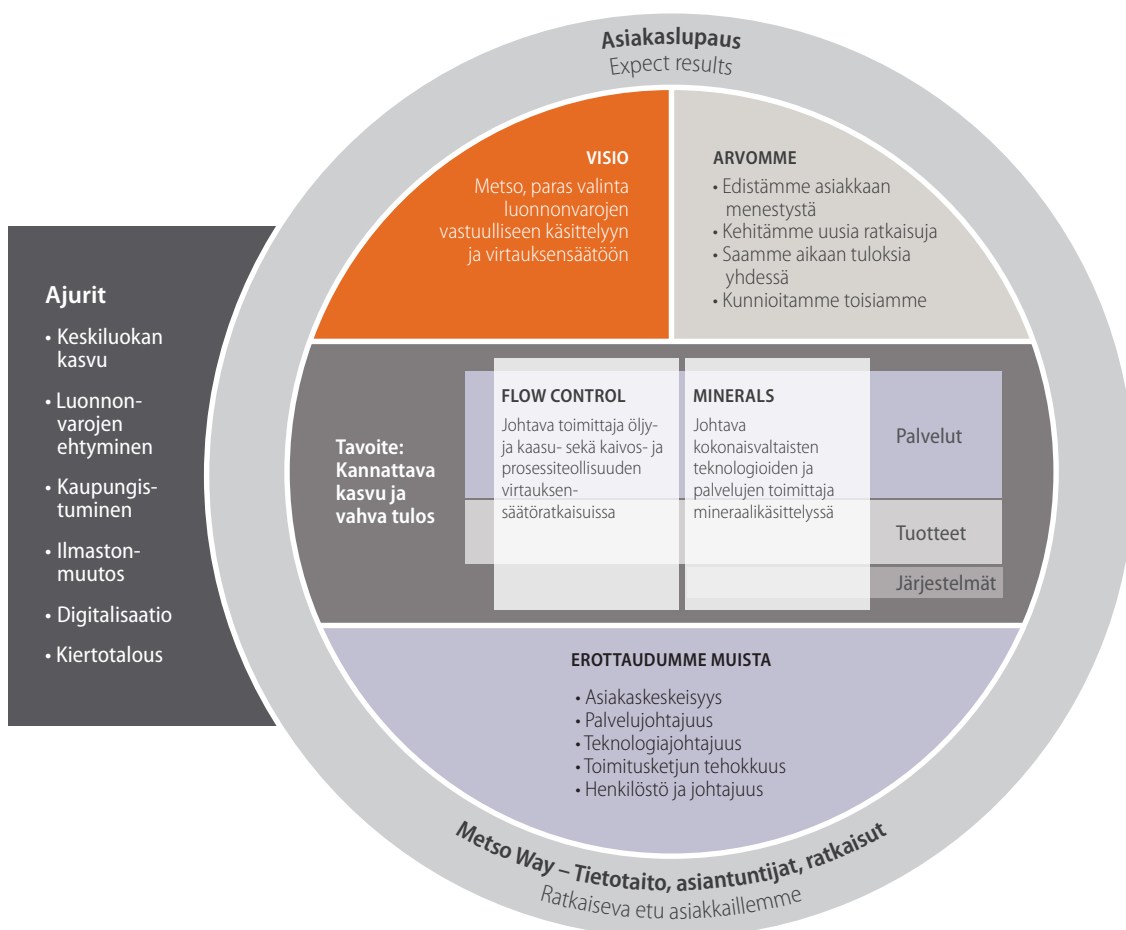 Asiakaslupaus
Expect results
VISIO
Metso, paras valinta
luonnonvarojen
vastuulliseen käsittelyyn
ja virtauksensäätöön
ARVOMME
• Edistämme asiakkaan
menestystä
• Kehitämme uusia ratkaisuja
• Saamme aikaan tuloksia
yhdessä
• Kunnioitamme toisiamme
Ajurit
• Keskiluokan
kasvu
• Luonnon-
varojen
ehtyminen
• Kaupungis-
tuminen
• Ilmaston-
muutos
• Digitalisaatio
• Kiertotalous
Tavoite:
Kannattava
kasvu ja
vahva tulos
FLOW CONTROL
Johtava toimittaja öljy-
ja kaasu- sekä kaivos- ja
prosessiteollisuuden
virtauksen-
säätöratkaisuissa
MINERALS
Johtava
kokonaisvaltaisten
teknologioiden ja
palvelujen toimittaja
mineraalikäsittelyssä
Palvelut
Tuotteet
Järjestelmät
EROTTAUDUMME MUISTA
• Asiakaskeskeisyys
• Palvelujohtajuus
• Teknologiajohtajuus
• Toimitusketjun tehokkuus
• Henkilöstö ja johtajuus
Metso Way – Tietotaito, asiantuntijat, ratkaisut
Ratkaiseva etu asiakkaillemme